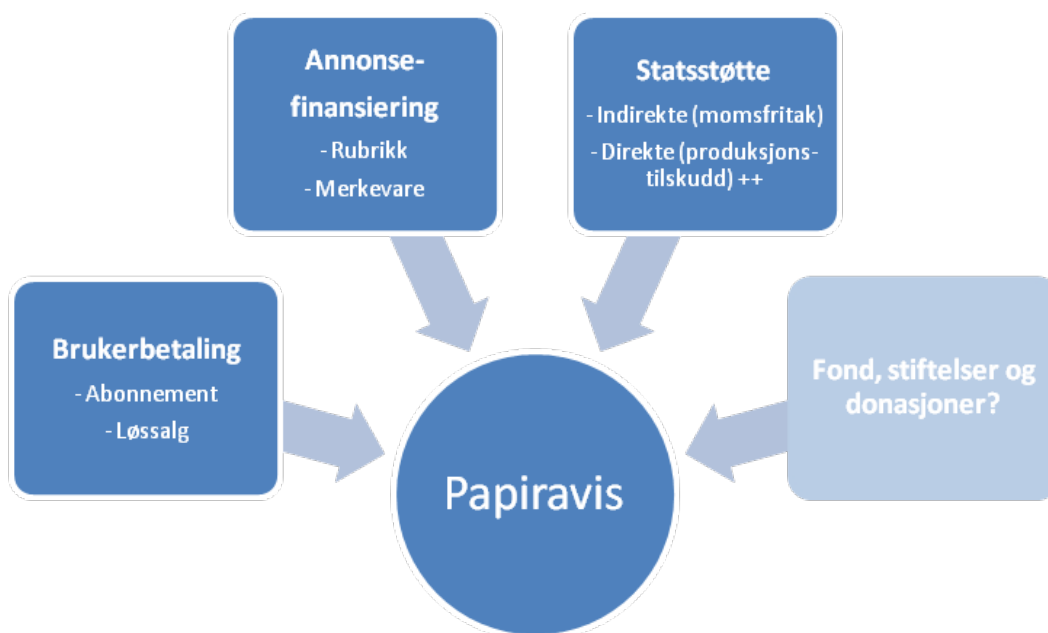 Annonse-
finansiering
- Rubrikk
- Merkevare
Statsstøtte
- Indirekte (momsfritak)
- Direkte (produksjons-
tilskudd) ++
Brukerbetaling
- Abonnement
- Løssalg
Fond, stiftelser og
donasjoner?
Papiravis